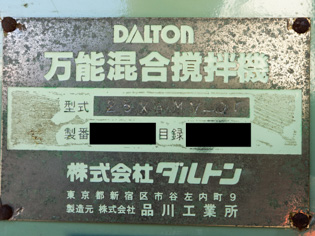 DALTON
万能混合撹拌機
型式 25XAMVQr
製番 目録
株式会社 ダルトン
東京都新宿区市谷左内町9
製造元 株式会社 品川工業所